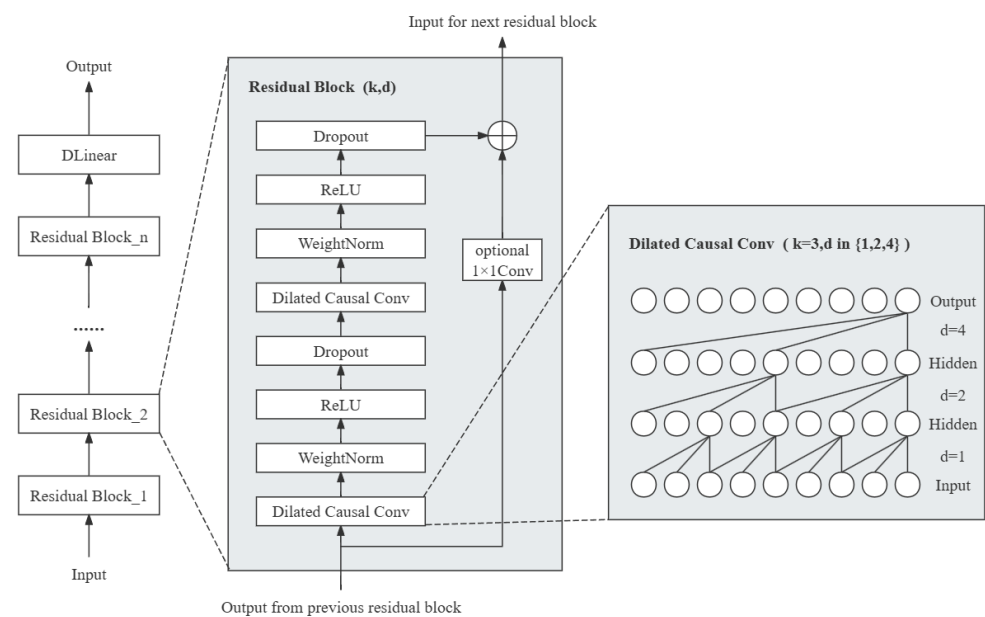 Output
DLinear
Residual Block_n
......
Residual Block_2
Residual Block_1
Input
Input for next residual block
Residual Block (k,d)
Dropout
ReLU
WeightNorm
Dilated Causal Conv
Dropout
ReLU
WeightNorm
Dilated Causal Conv
optional
1×1Conv
Output from previous residual block
Dilated Causal Conv ( k=3,d in {1,2,4} )
Output
d=4
Hidden
d=2
Hidden
d=1
Input